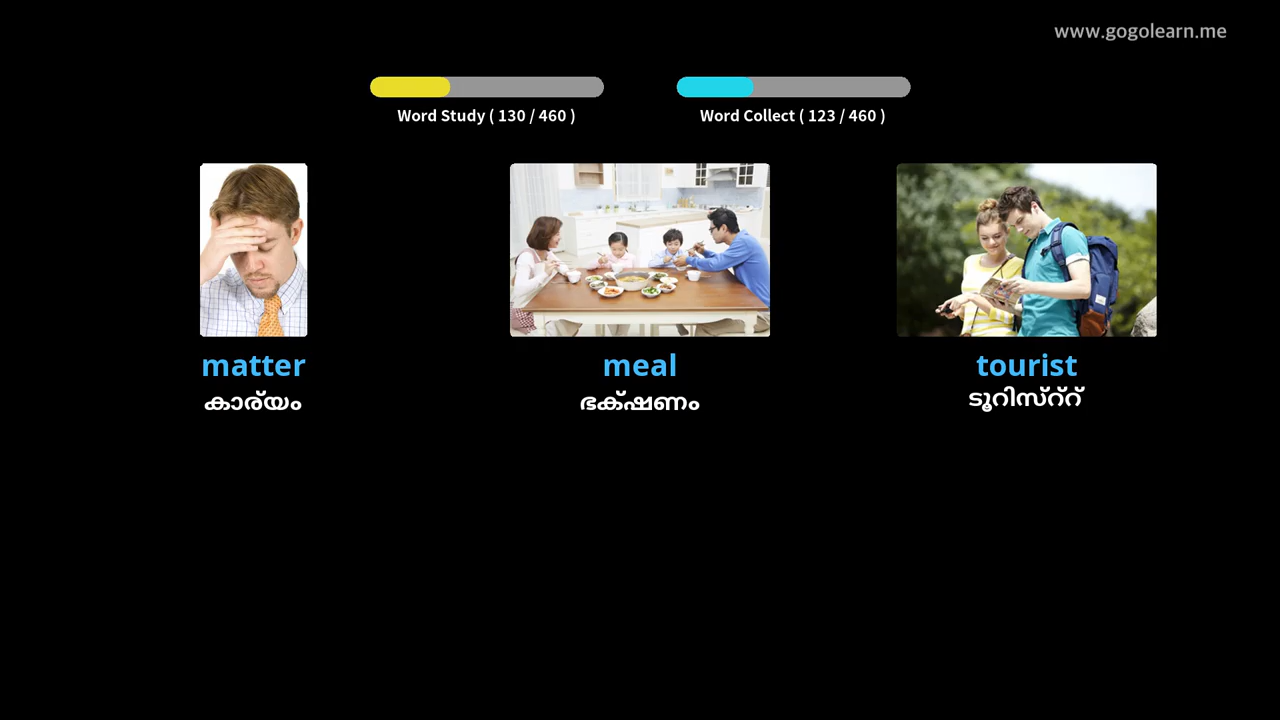 www.gogolearn.me
Word Study ( 130 / 460 )
Word Collect ( 123 / 460 )
matter
കാര്യം
meal
ഭക്ഷണം
tourist
ടൂറിസ്റ്റ്